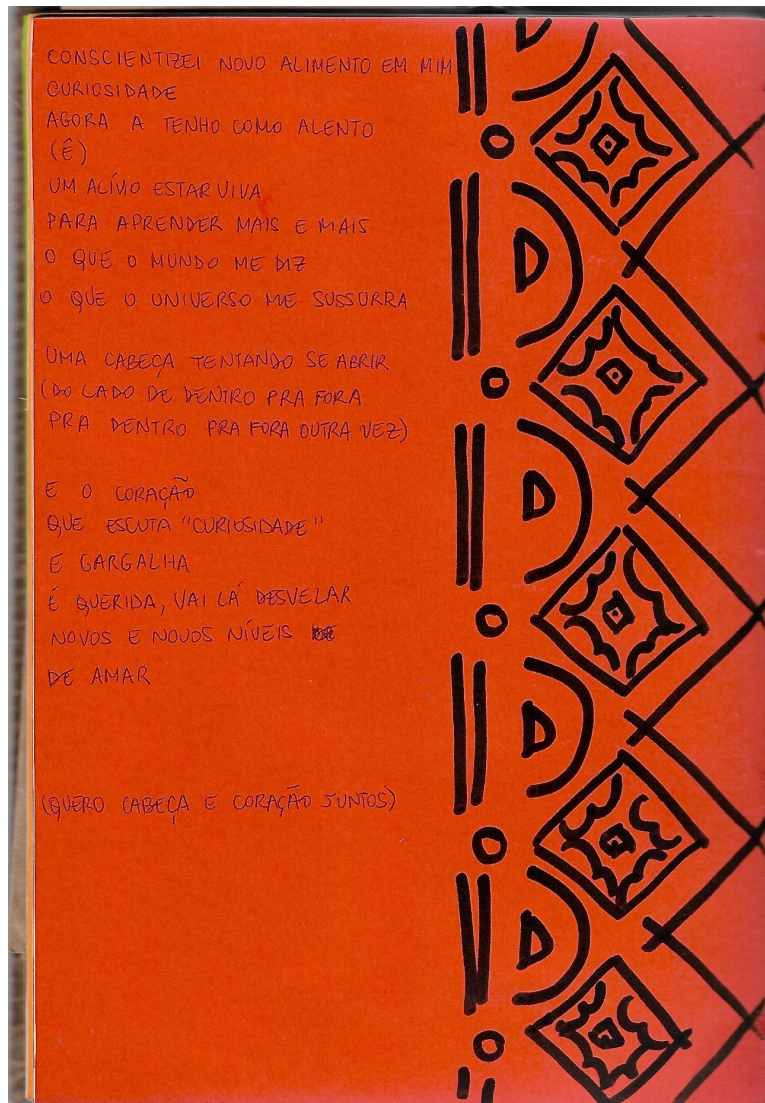 CONSCIENTIZEI NOVO ALIMENTO EM MIM
CURIOSIDADE
AGORA A TENHO COMO ALENTO
(Ê)
UM ALÍVIO ESTAR VIVA
PARA APRENDER MAIS E MAIS
O QUE O MUNDO ME DIZ
O QUE O UNIVERSO ME SUSSURRA
UMA CABEÇA TENTANDO SE ABRIR
(DO LADO DE DENTRO PRA FORA
PRA DENTRO PRA FORA OUTRA VEZ)
E O CORAÇÃO
QUE ESCUTA "CURIOSIDADE"
E GARGALHA
É QUERIDA, VAI LÁ DESVELAR
NOVOS E NOVOS NÍVEIS
DE AMAR
(QUERO CABEÇA E CORAÇÃO JUNTOS)